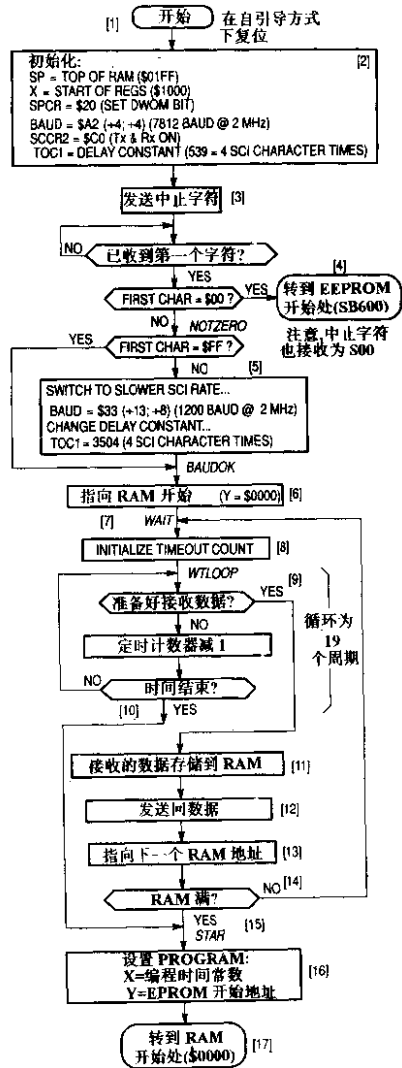 [1] 开始
在自引导方式
下复位
初始化: [2]
SP = TOP OF RAM ($01FF)
X = START OF REGS ($1000)
SPCR = $20 (SET DWOM BIT)
BAUD = $A2 (÷4; ÷4) (7812 BAUD @ 2 MHz)
SCCR2 = $C0 (Tx & Rx ON)
TOC1 = DELAY CONSTANT (539 = 4 SCI CHARACTER TIMES)
发送中止字符 [3]
NO 已收到第一个字符?
YES
[4]
FIRST CHAR = $00 ? YES
转到 EEPROM
开始处(SB600)
NO NOTZERO
注意,中止字符
也接收为 S00
YES FIRST CHAR = $FF ?
NO [5]
SWITCH TO SLOWER SCI RATE...
BAUD = $33 (÷13; ÷8) (1200 BAUD @ 2 MHz)
CHANGE DELAY CONSTANT...
TOC1 = 3504 (4 SCI CHARACTER TIMES)
BAUDOK
指向 RAM 开始 (Y = $0000) [6]
[7] WAIT
INITIALIZE TIMEOUT COUNT [8]
WTLOOP
准备好接收数据? YES [9]
NO
循环为
19
个周期
定时计数器减 1
NO 时间结束?
[10] YES
接收的数据存储到 RAM [11]
发送回数据 [12]
指向下一个 RAM 地址 [13]
RAM 满? NO [14]
YES [15]
STAR
设置 PROGRAM: [16]
X=编程时间常数
Y=EPROM 开始地址
转到 RAM
开始处($0000) [17]